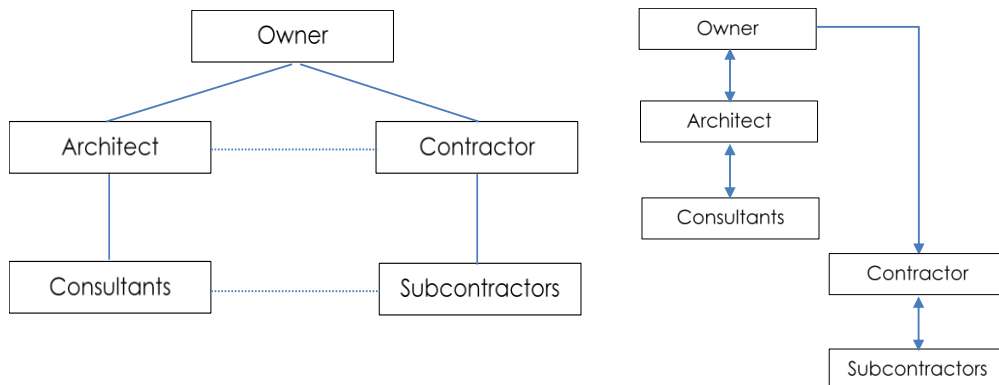 Owner
Architect
Contractor
Consultants
Subcontractors
Owner
Architect
Consultants
Contractor
Subcontractors